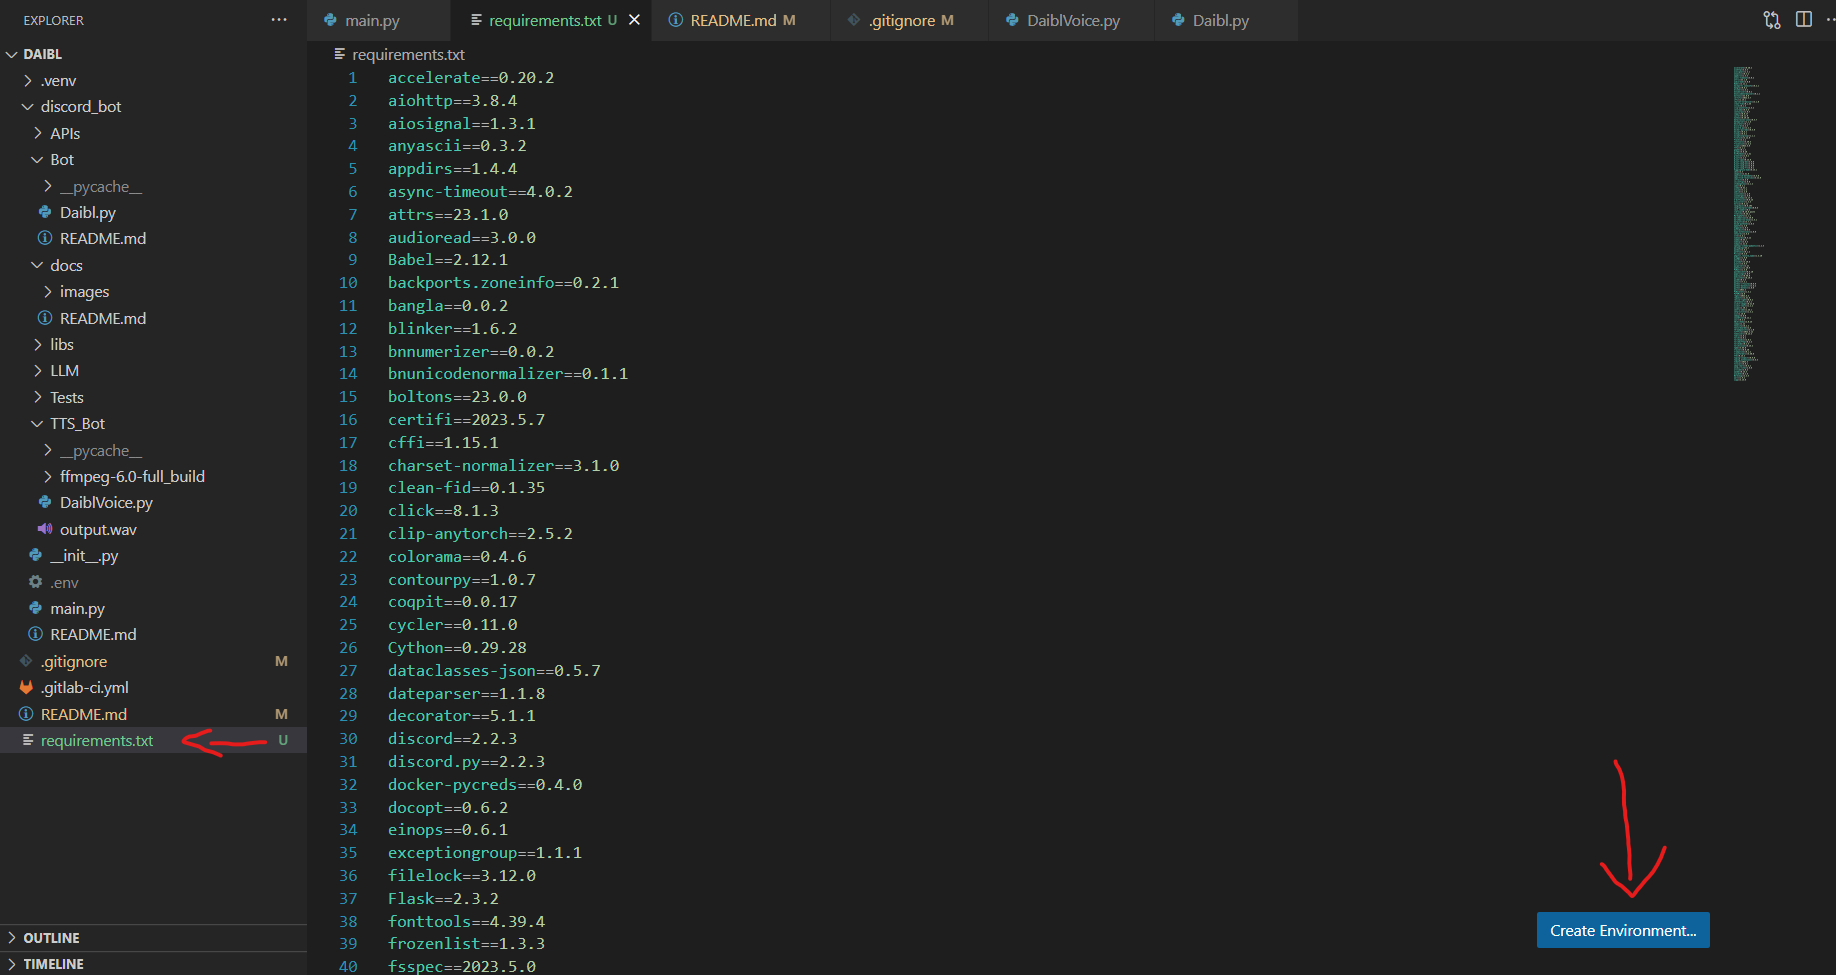 EXPLORER
DAIBL
.venv
discord_bot
APIs
Bot
__pycache__
Daibl.py
README.md
docs
images
README.md
libs
LLM
Tests
TTS_Bot
__pycache__
ffmpeg-6.0-full_build
DaiblVoice.py
output.wav
__init__.py
.env
main.py
README.md
.gitignore M
.gitlab-ci.yml
README.md M
requirements.txt U
OUTLINE
TIMELINE
main.py requirements.txt U README.md M .gitignore M DaiblVoice.py Daibl.py
requirements.txt
1 accelerate==0.20.2
2 aiohttp==3.8.4
3 aiosignal==1.3.1
4 anyascii==0.3.2
5 appdirs==1.4.4
6 async-timeout==4.0.2
7 attrs==23.1.0
8 audioread==3.0.0
9 Babel==2.12.1
10 backports.zoneinfo==0.2.1
11 bangla==0.0.2
12 blinker==1.6.2
13 bnnumerizer==0.0.2
14 bnunicodenormalizer==0.1.1
15 boltons==23.0.0
16 certifi==2023.5.7
17 cffi==1.15.1
18 charset-normalizer==3.1.0
19 clean-fid==0.1.35
20 click==8.1.3
21 clip-anytorch==2.5.2
22 colorama==0.4.6
23 contourpy==1.0.7
24 coqpit==0.0.17
25 cycler==0.11.0
26 Cython==0.29.28
27 dataclasses-json==0.5.7
28 dateparser==1.1.8
29 decorator==5.1.1
30 discord==2.2.3
31 discord.py==2.2.3
32 docker-pycreds==0.4.0
33 docopt==0.6.2
34 einops==0.6.1
35 exceptiongroup==1.1.1
36 filelock==3.12.0
37 Flask==2.3.2
38 fonttools==4.39.4
39 frozenlist==1.3.3
40 fsspec==2023.5.0
Create Environment...